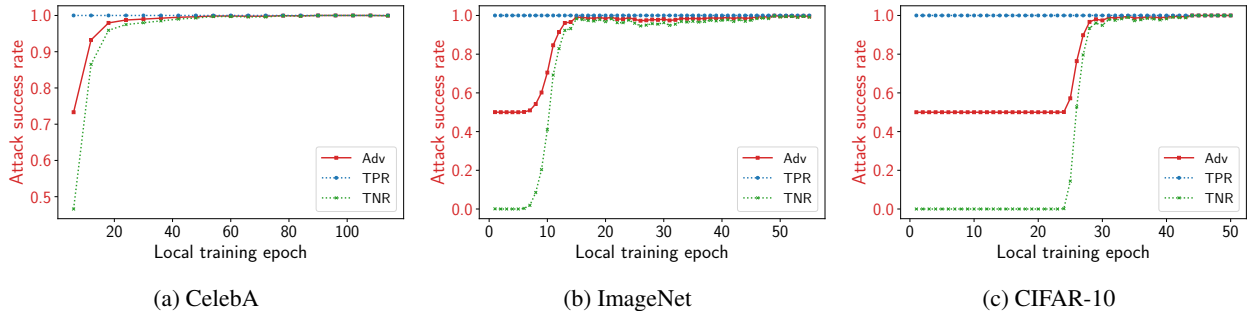 Attack success rate
1.0
0.9
0.8
0.7
0.6
0.5
20
40
60
80
100
Local training epoch
Adv
TPR
TNR
(a) CelebA
Attack success rate
1.0
0.8
0.6
0.4
0.2
0.0
0
10
20
30
40
50
Local training epoch
Adv
TPR
TNR
(b) ImageNet
Attack success rate
1.0
0.8
0.6
0.4
0.2
0.0
0
10
20
30
40
50
Local training epoch
Adv
TPR
TNR
(c) CIFAR-10